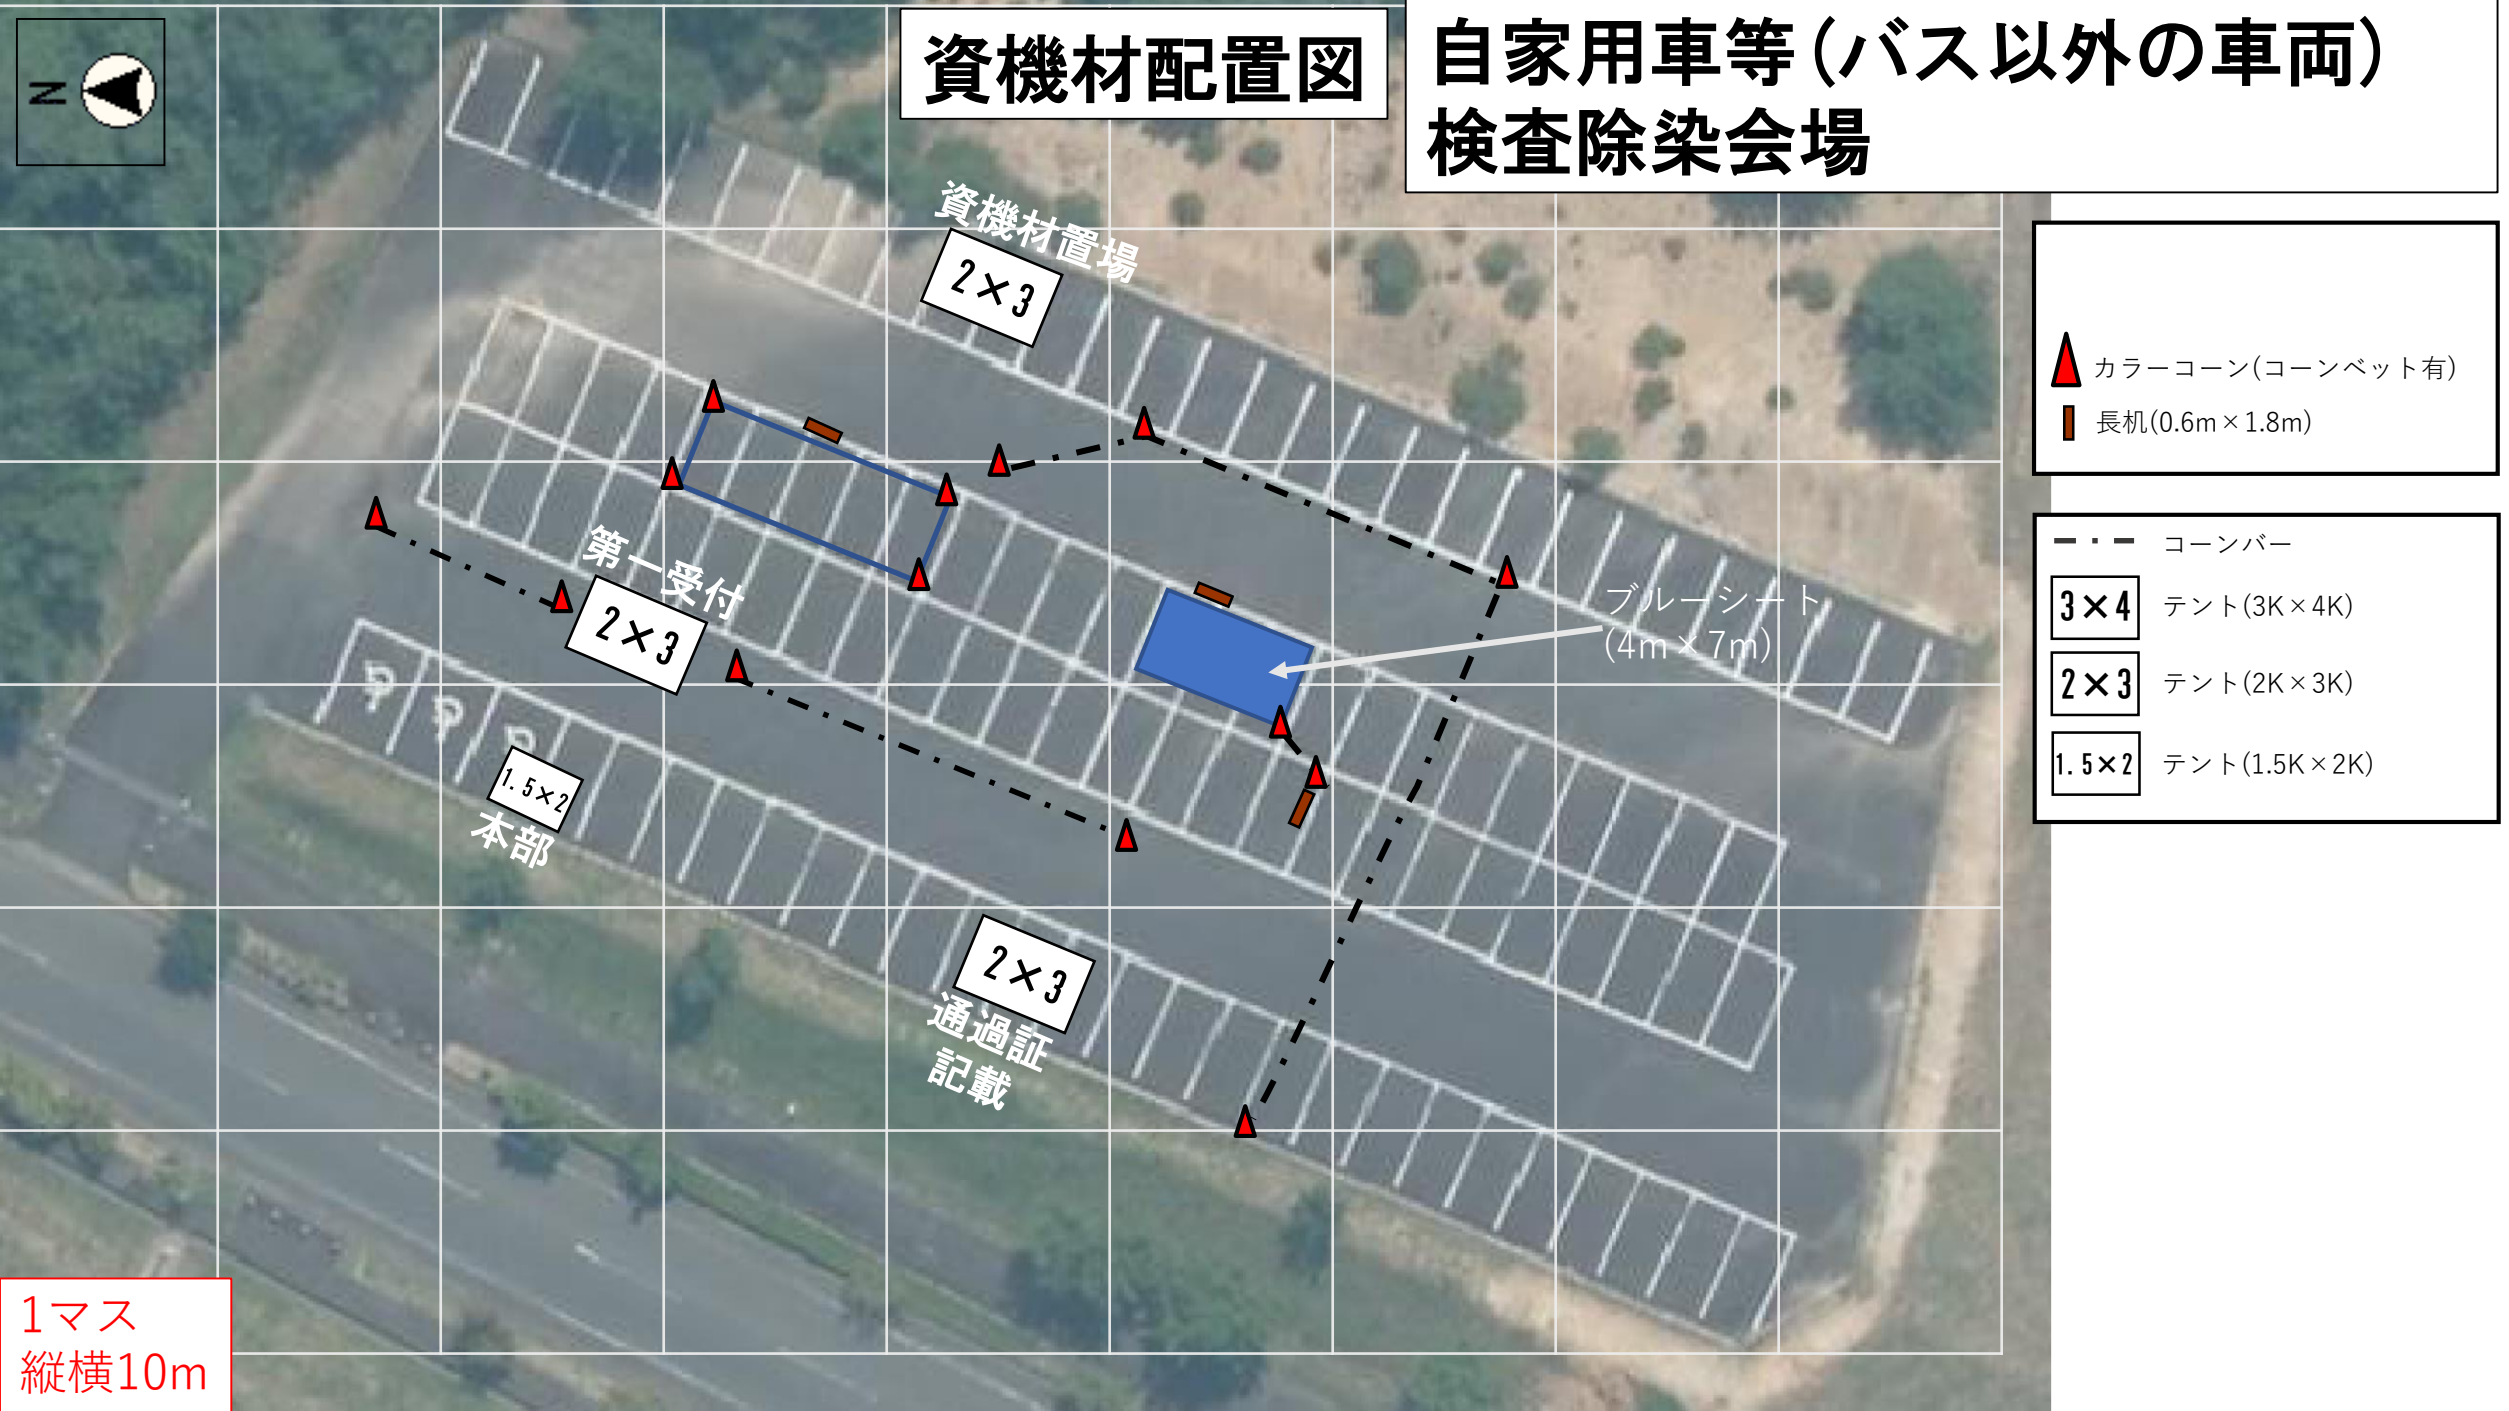 資機材配置図
自家用車等(バス以外の車両)
検査除染会場
N
資機材置場
2×3
カラーコーン(コーンベット有)
長机(0.6m×1.8m)
コーンバー
3×4 テント(3K×4K)
2×3 テント(2K×3K)
1.5×2 テント(1.5K×2K)
第一受付
2×3
ブルーシート
(4m×7m)
1.5×2
本部
2×3
通過証
記載
1マス
縦横10m